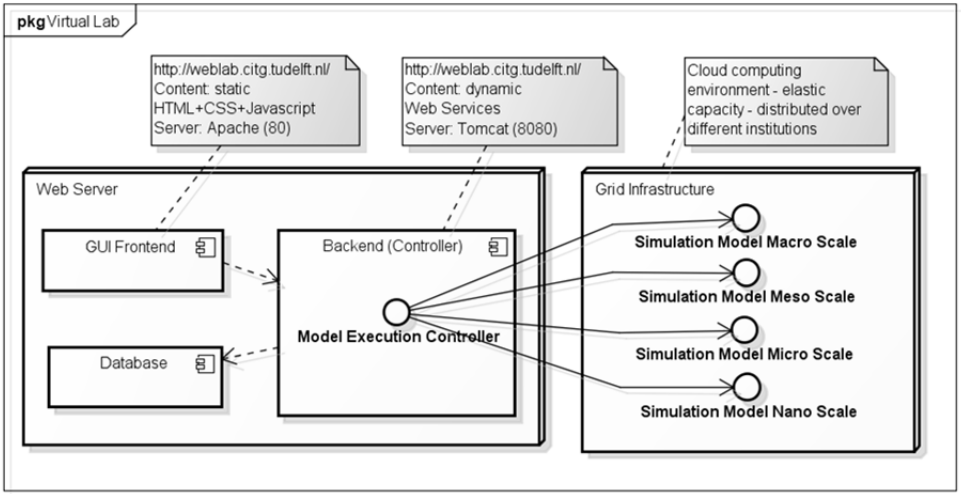 pkg Virtual Lab
http://weblab.citg.tudelft.nl/
Content: static
HTML+CSS+Javascript
Server: Apache (80)
http://weblab.citg.tudelft.nl/
Content: dynamic
Web Services
Server: Tomcat (8080)
Cloud computing
environment - elastic
capacity - distributed over
different institutions
Web Server
GUI Frontend
Backend (Controller)
Model Execution Controller
Database
Grid Infrastructure
Simulation Model Macro Scale
Simulation Model Meso Scale
Simulation Model Micro Scale
Simulation Model Nano Scale